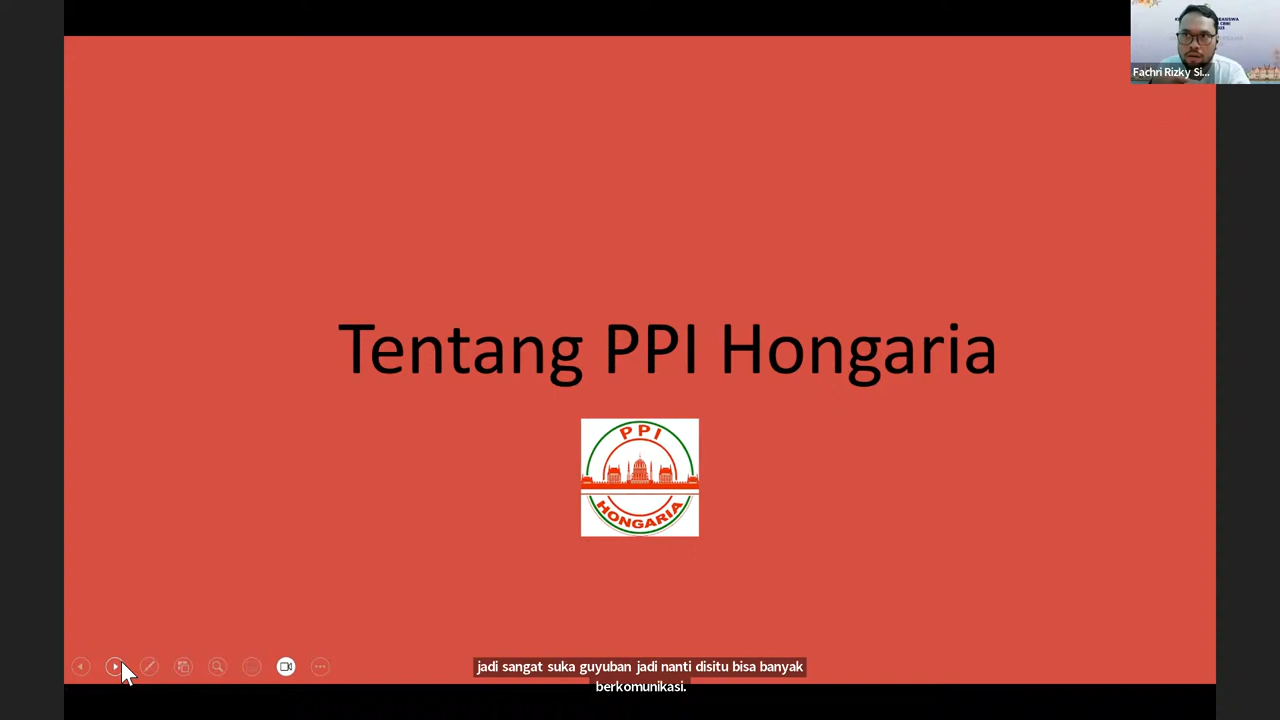 Fachri Rizky Si...
Tentang PPI Hongaria
PPI
HONGARIA
jadi sangat suka guyuban jadi nanti disitu bisa banyak
berkomunikasi.